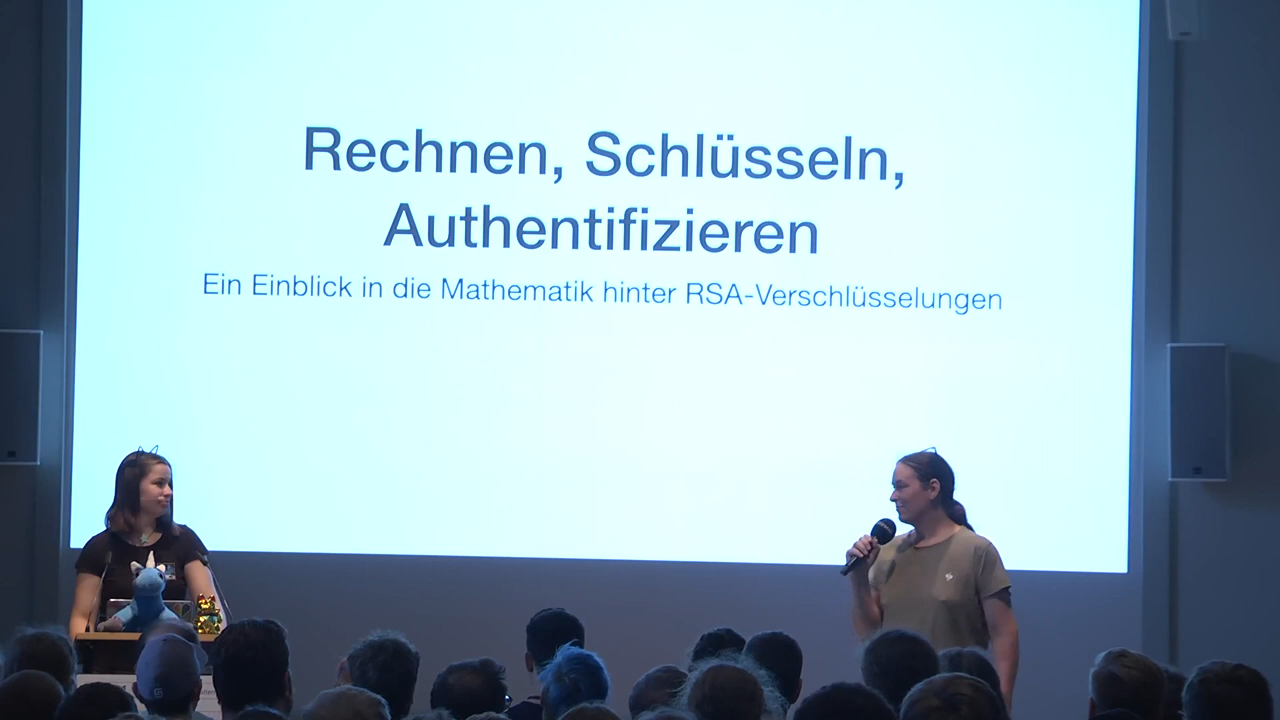 Rechnen, Schlüsseln,
Authentifizieren
Ein Einblick in die Mathematik hinter RSA-Verschlüsselungen